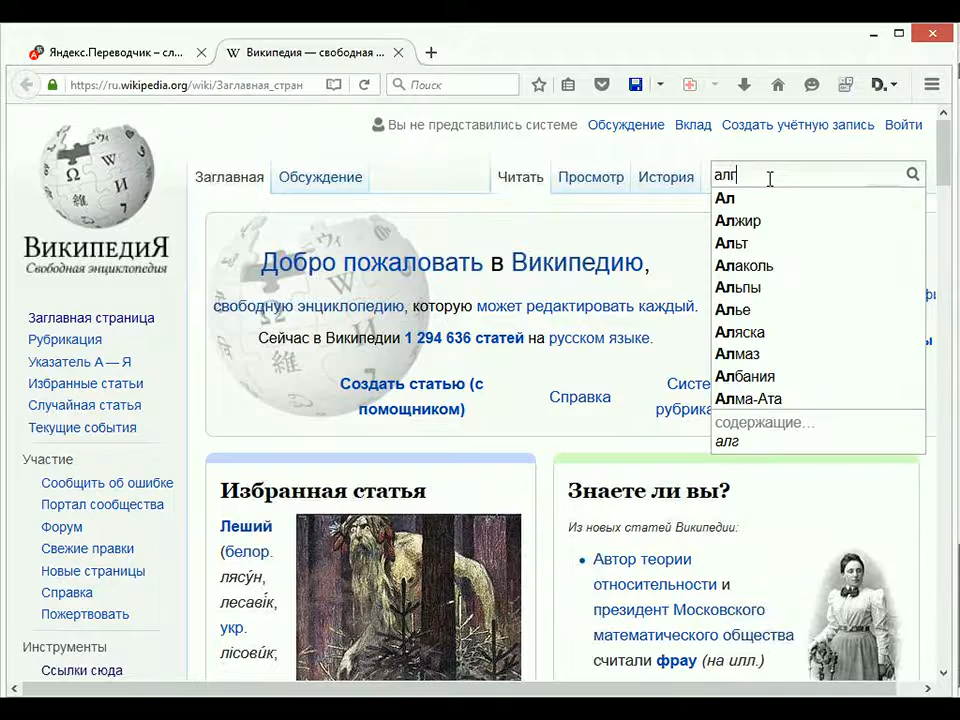 Яндекс.Переводчик – сл...
Википедия — свободная ...
https://ru.wikipedia.org/wiki/Заглавная_стран
Поиск
Вы не представились системе Обсуждение Вклад Создать учётную запись Войти
Заглавная Обсуждение Читать Просмотр История
алг
Ал
Алжир
Альт
Алаколь
Альпы
Алье
Аляска
Алмаз
Албания
Алма-Ата
содержащие...
алг
ВикипедиЯ
Свободная энциклопедия
Заглавная страница
Рубрикация
Указатель А — Я
Избранные статьи
Случайная статья
Текущие события
Участие
Сообщить об ошибке
Портал сообщества
Форум
Свежие правки
Новые страницы
Справка
Пожертвовать
Инструменты
Ссылки сюда
Добро пожаловать в Википедию,
свободную энциклопедию, которую может редактировать каждый.
Сейчас в Википедии 1 294 636 статей на русском языке.
Создать статью (с
помощником)
Справка
Систе
рубрика
Избранная статья
Леший
(белор.
лясу́н,
лесаві́к,
укр.
лісови́к;
Знаете ли вы?
Из новых статей Википедии:
Автор теории
относительности и
президент Московского
математического общества
считали фрау (на илл.)